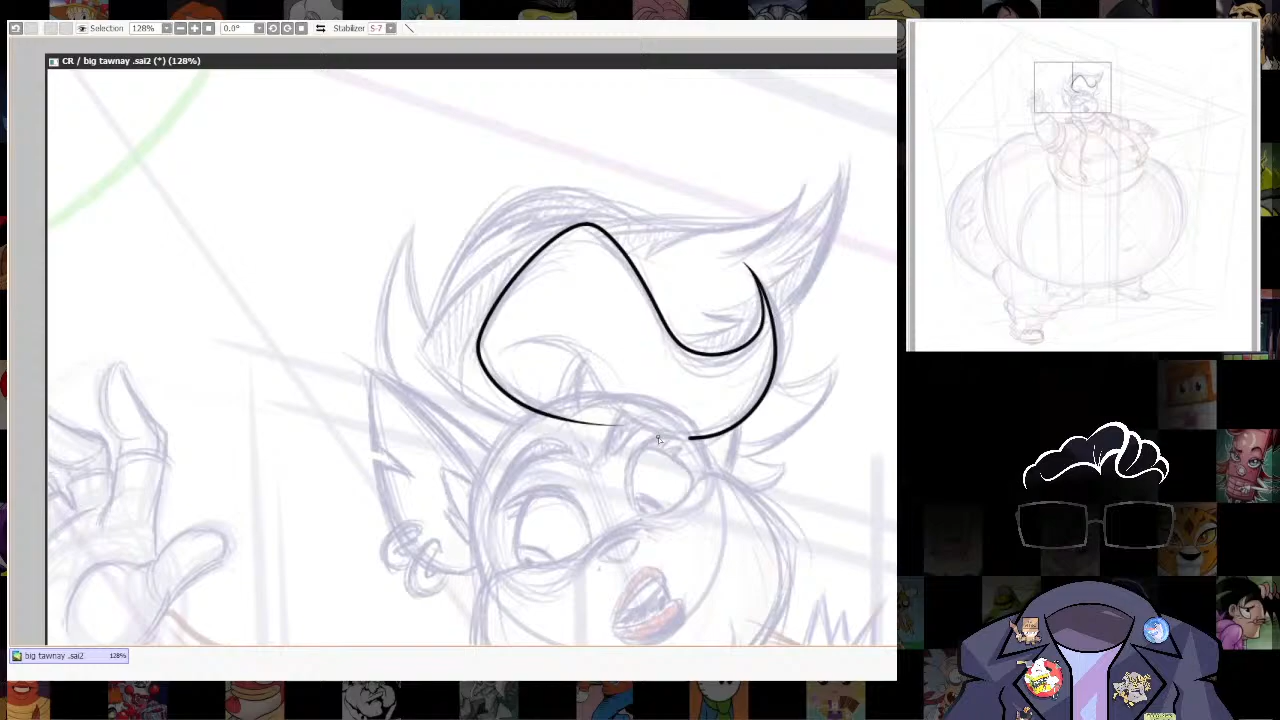 Selection 128% 0.0° Stabilizer S-7
CR / big tawnay .sai2 (*) (128%)
big tawnay .sai2 128%